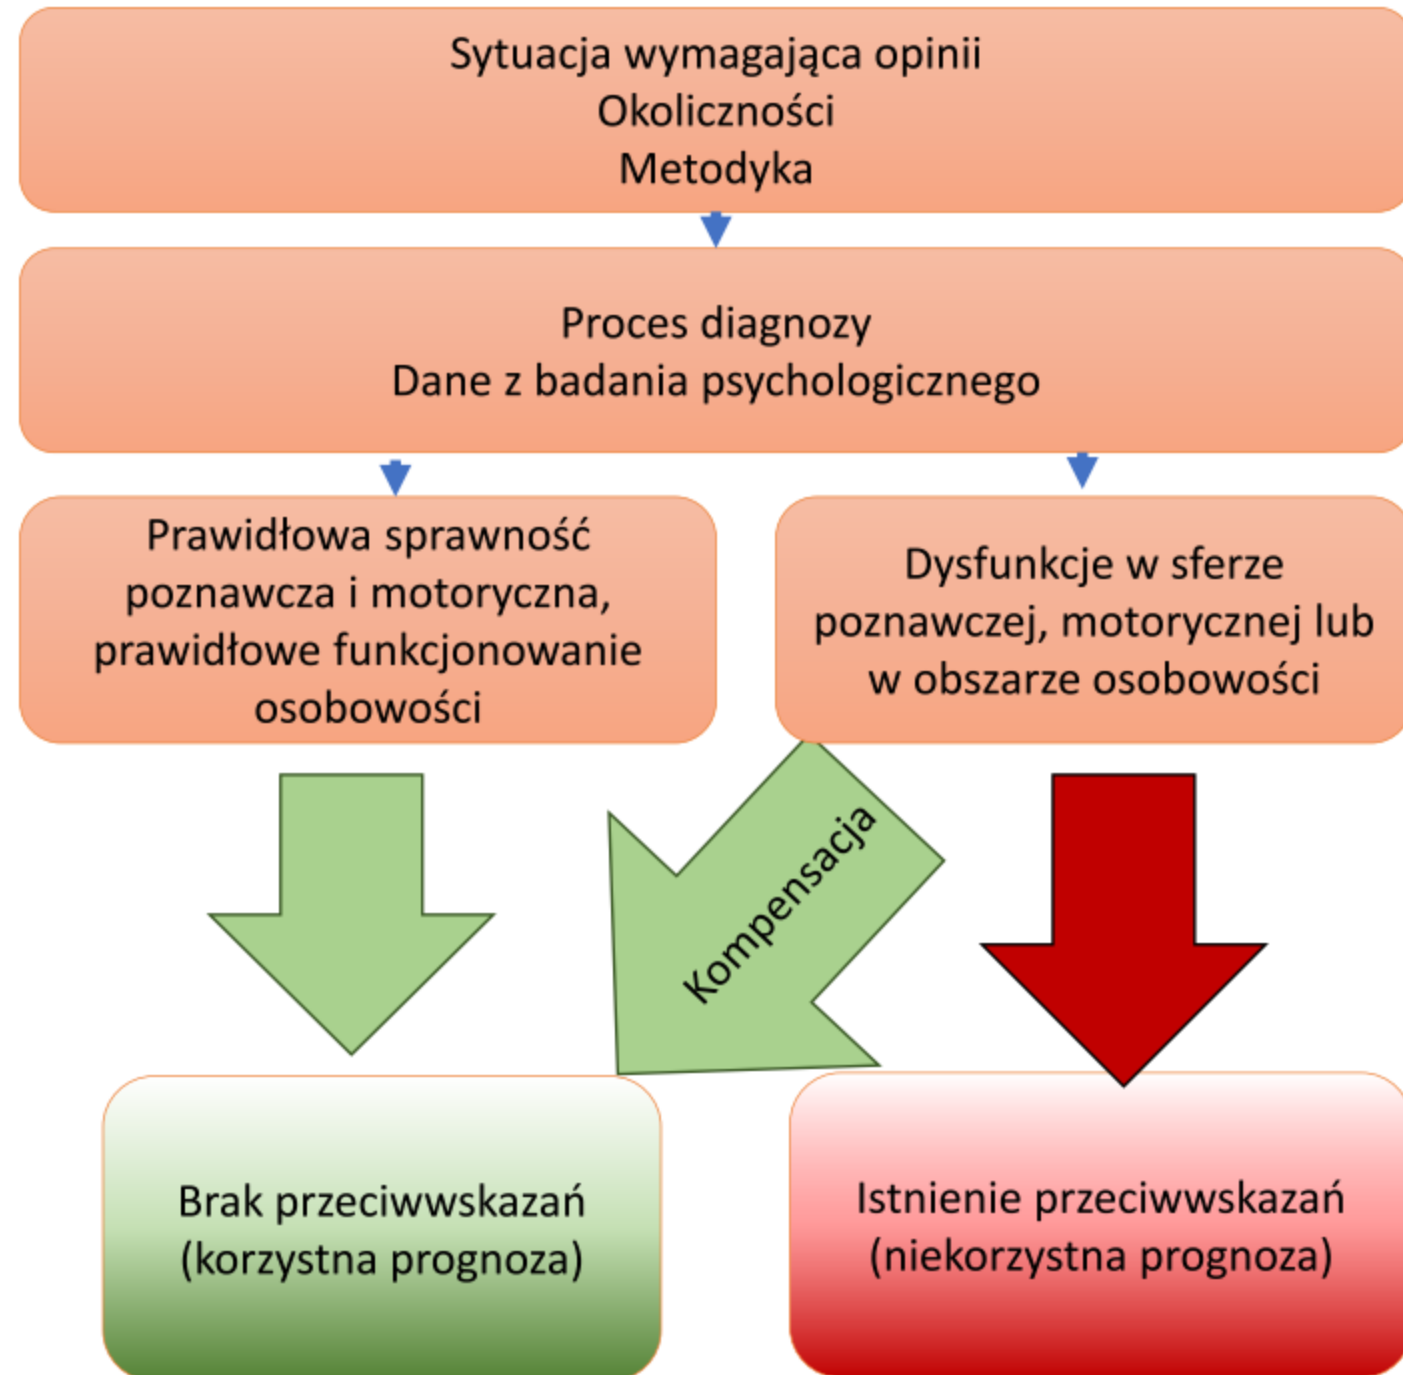 Sytuacja wymagająca opinii
Okoliczności
Metodyka
Proces diagnozy
Dane z badania psychologicznego
Prawidłowa sprawność
poznawcza i motoryczna,
prawidłowe funkcjonowanie
osobowości
Dysfunkcje w sferze
poznawczej, motorycznej lub
w obszarze osobowości
Kompensacja
Brak przeciwwskazań
(korzystna prognoza)
Istnienie przeciwwskazań
(niekorzystna prognoza)